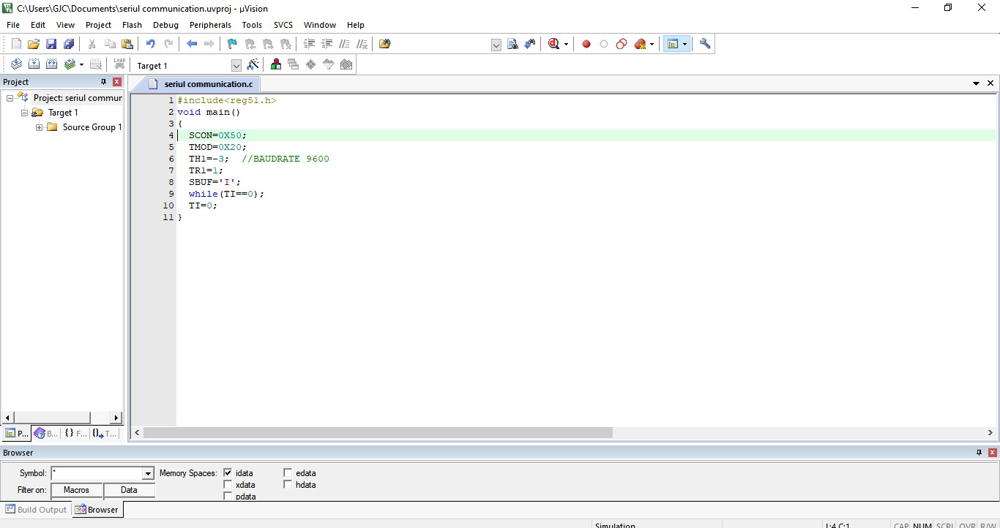 C:\Users\GJC\Documents\seriul communication.uvproj - µVision
File Edit View Project Flash Debug Peripherals Tools SVCS Window Help
LOAD Target 1
Project
Project: seriul commur
Target 1
Source Group 1
seriul communication.c
1 #include<reg51.h>
2 void main()
3 {
4 SCON=0X50;
5 TMOD=0X20;
6 TH1=-3; //BAUDRATE 9600
7 TR1=1;
8 SBUF='I';
9 while(TI==0);
10 TI=0;
11 }
P... B... {} F... 0 T...
Browser
Symbol: * Memory Spaces: idata edata
xdata hdata
Filter on: Macros Data
pdata
Build Output Browser
Simulation L:4 C:1 CAP NUM SCRL OVR R/W